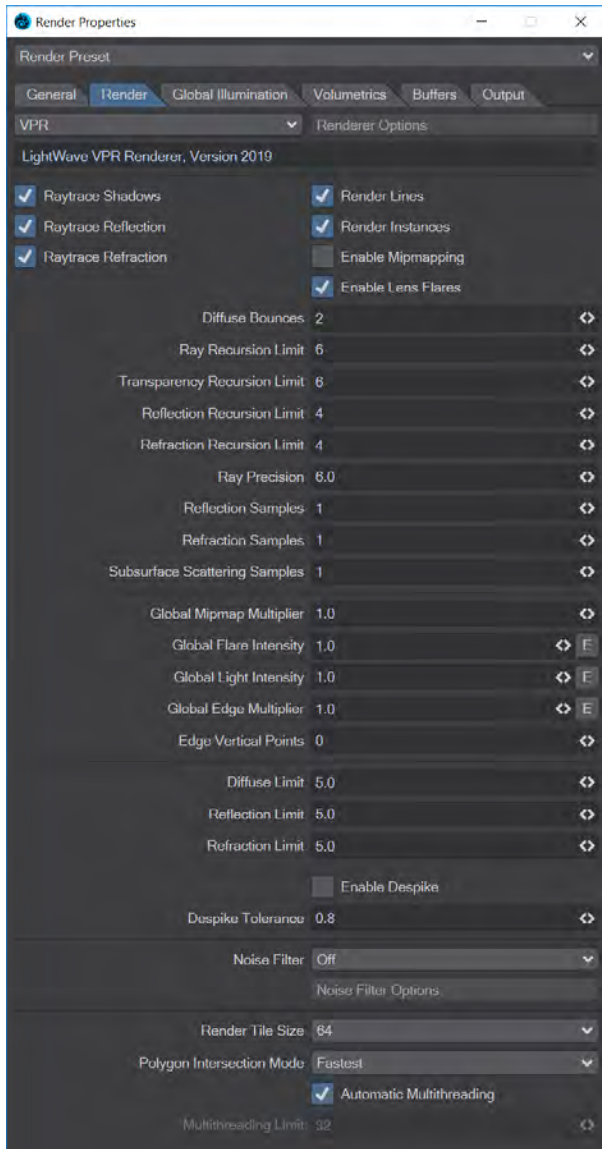 Render Properties
Render Preset
General Render Global Illumination Volumetrics Buffers Output
VPR Renderer Options
LightWave VPR Renderer, Version 2019
Raytrace Shadows Render Lines
Raytrace Reflection Render Instances
Raytrace Refraction Enable Mipmapping
Enable Lens Flares
Diffuse Bounces 2
Ray Recursion Limit 6
Transparency Recursion Limit 6
Reflection Recursion Limit 4
Refraction Recursion Limit 4
Ray Precision 6.0
Reflection Samples 1
Refraction Samples 1
Subsurface Scattering Samples 1
Global Mipmap Multiplier 1.0
Global Flare Intensity 1.0 E
Global Light Intensity 1.0 E
Global Edge Multiplier 1.0 E
Edge Vertical Points 0
Diffuse Limit 5.0
Reflection Limit 5.0
Refraction Limit 5.0
Enable Despike
Despike Tolerance 0.8
Noise Filter Off
Noise Filter Options
Render Tile Size 64
Polygon Intersection Mode Fastest
Automatic Multithreading
Multithreading Limit 32